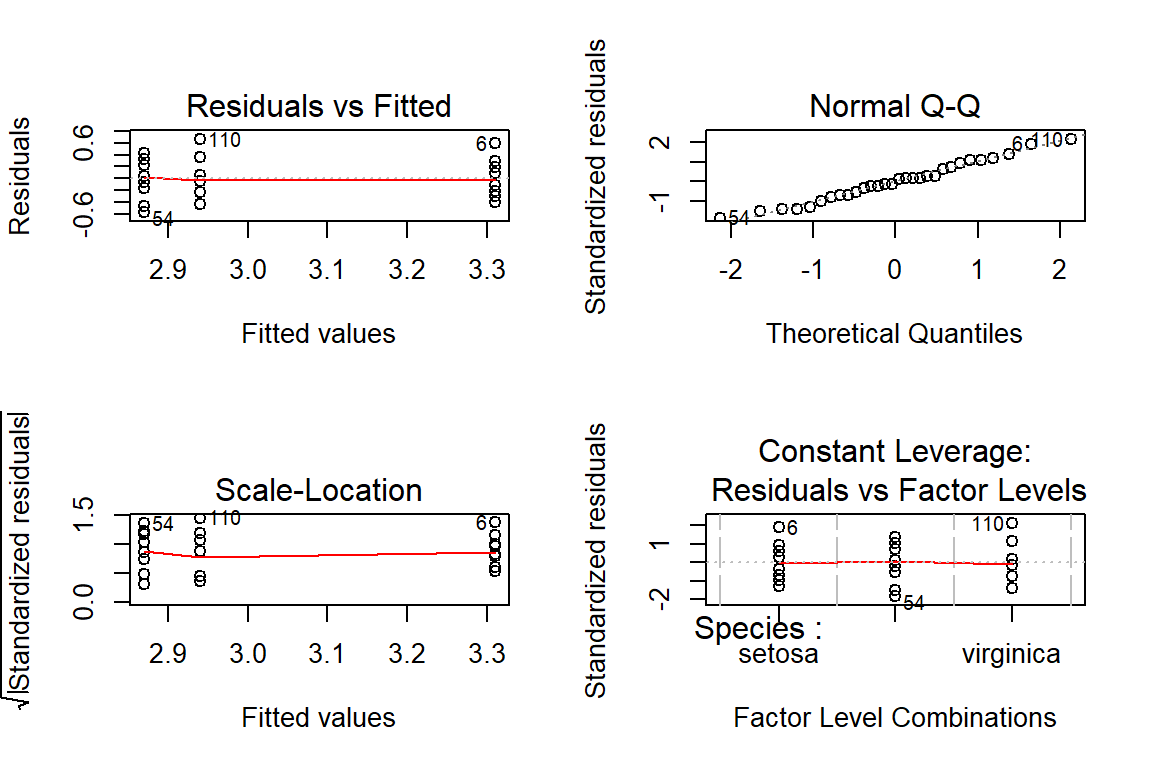 Residuals vs Fitted
Residuals
0.6
-0.6
110
6
54
2.9 3.0 3.1 3.2 3.3
Fitted values
Normal Q-Q
Standardized residuals
2
-1
6 110
54
-2 -1 0 1 2
Theoretical Quantiles
Scale-Location
√|Standardized residuals|
1.5
0.0
54 110 6
2.9 3.0 3.1 3.2 3.3
Fitted values
Constant Leverage:
Residuals vs Factor Levels
Standardized residuals
1
-2
6
110
54
Species :
setosa virginica
Factor Level Combinations